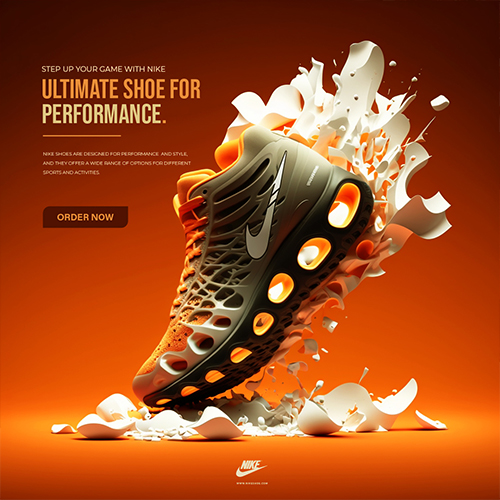 STEP UP YOUR GAME WITH NIKE
ULTIMATE SHOE FOR
PERFORMANCE.
NIKE SHOES ARE DESIGNED FOR PERFORMANCE AND STYLE,
AND THEY OFFER A WIDE RANGE OF OPTIONS FOR DIFFERENT
SPORTS AND ACTIVITIES.
ORDER NOW
NIKE